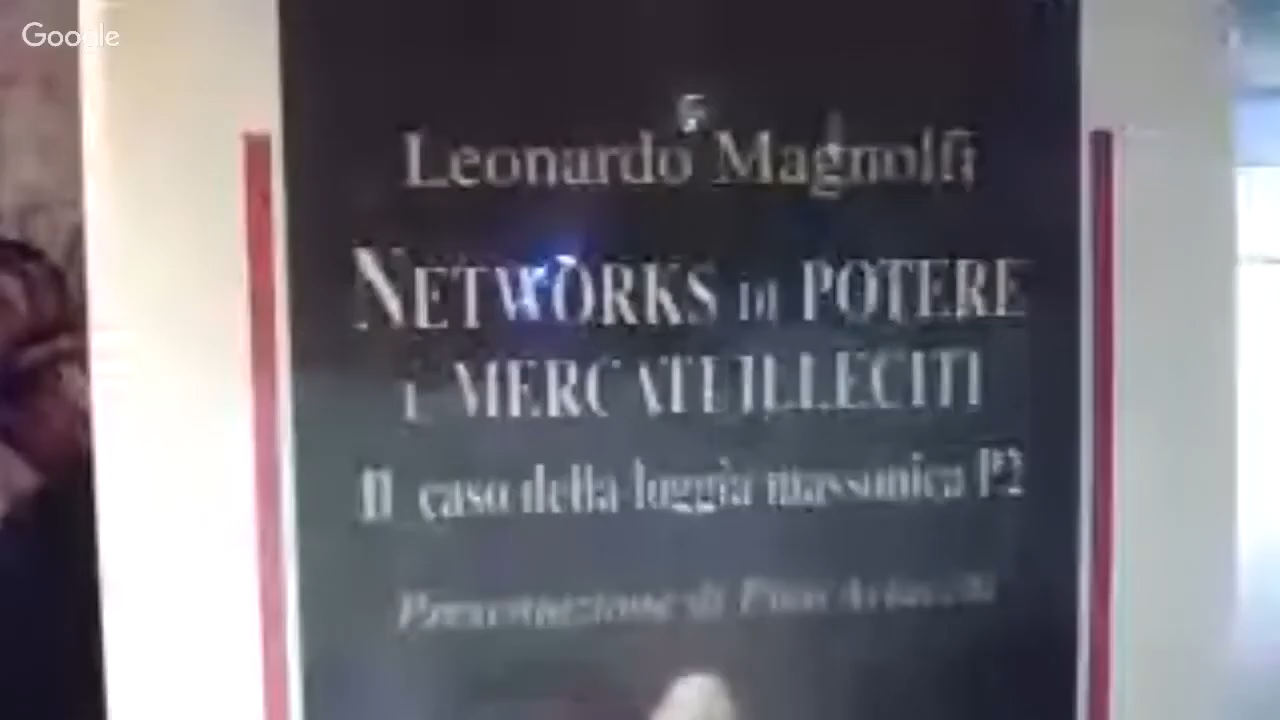 Google
Leonardo Magnolfi
NETWORKS di POTERE
e MERCATI ILLECITI
Il caso della loggia massonica P2
Presentazione di Pino Arlacchi